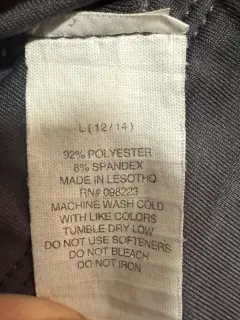 L (12/14)
92% POLYESTER
8% SPANDEX
MADE IN LESOTHO
RN# 098223
MACHINE WASH COLD
WITH LIKE COLORS
TUMBLE DRY LOW
DO NOT USE SOFTENERS
DO NOT BLEACH
DO NOT IRON